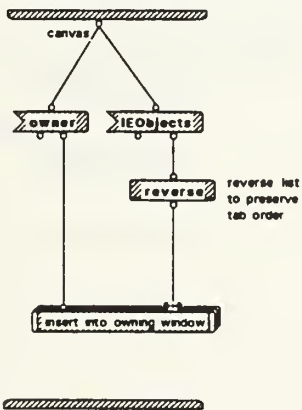 canvas
owner
IEObjects
reverse
reverse list
to preserve
tab order
insert into owning window